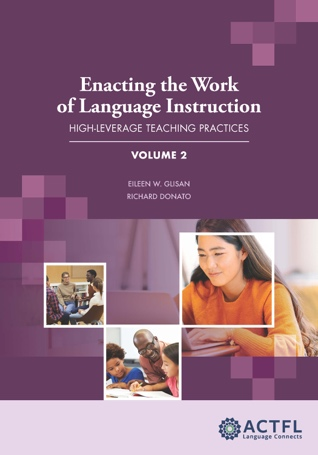 Enacting the Work
of Language Instruction
HIGH-LEVERAGE TEACHING PRACTICES
VOLUME 2
EILEEN W. GLISAN
RICHARD DONATO
ACTFL
Language Connects